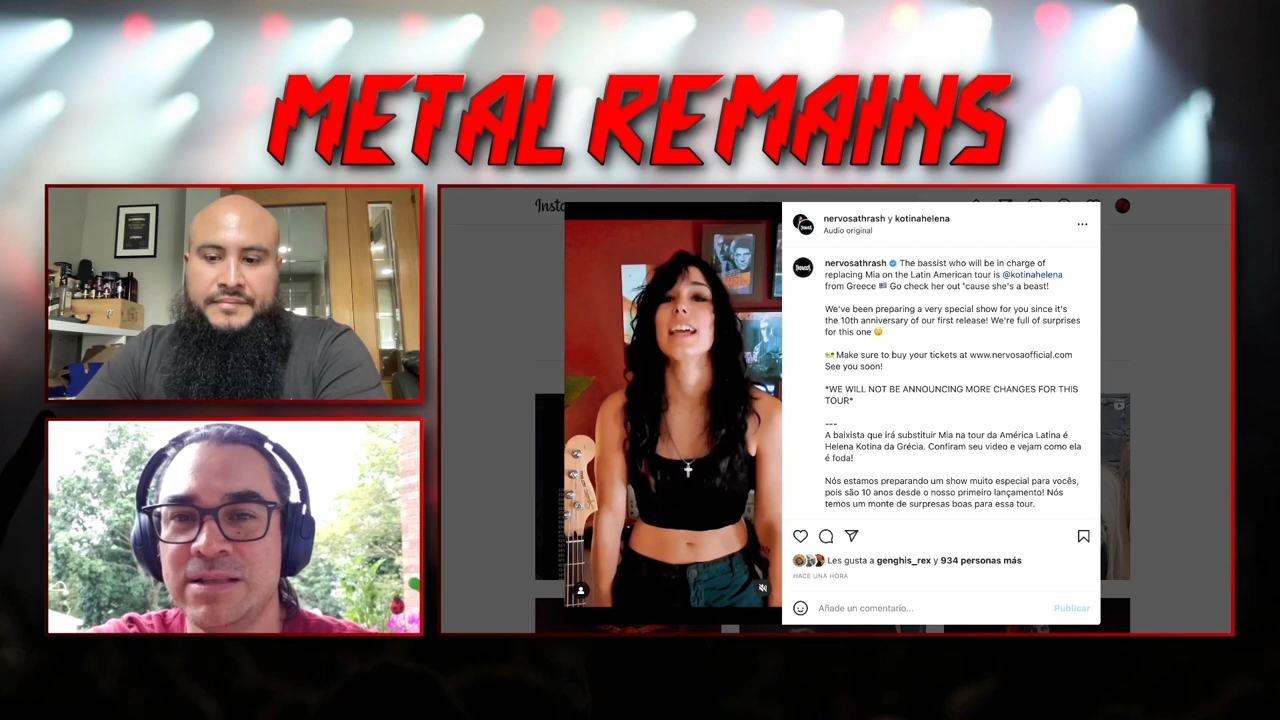 METAL REMAINS
Insta
nervosathrash y kotinahelena
Audio original
nervosathrash The bassist who will be in charge of
replacing Mia on the Latin American tour is @kotinahelena
from Greece 🇬🇷 Go check her out 'cause she's a beast!
We've been preparing a very special show for you since it's
the 10th anniversary of our first release! We're full of surprises
for this one 😏
Make sure to buy your tickets at www.nervosaofficial.com
See you soon!
*WE WILL NOT BE ANNOUNCING MORE CHANGES FOR THIS
TOUR*
---
A baixista que irá substituir Mia na tour da América Latina é
Helena Kotina da Grécia. Confiram seu video e vejam como ela
é foda!
Nós estamos preparando um show muito especial para vocês,
pois são 10 anos desde o nosso primeiro lançamento! Nós
temos um monte de surpresas boas para essa tour.
Les gusta a genghis_rex y 934 personas más
HACE UNA HORA
Añade un comentario...
Publicar